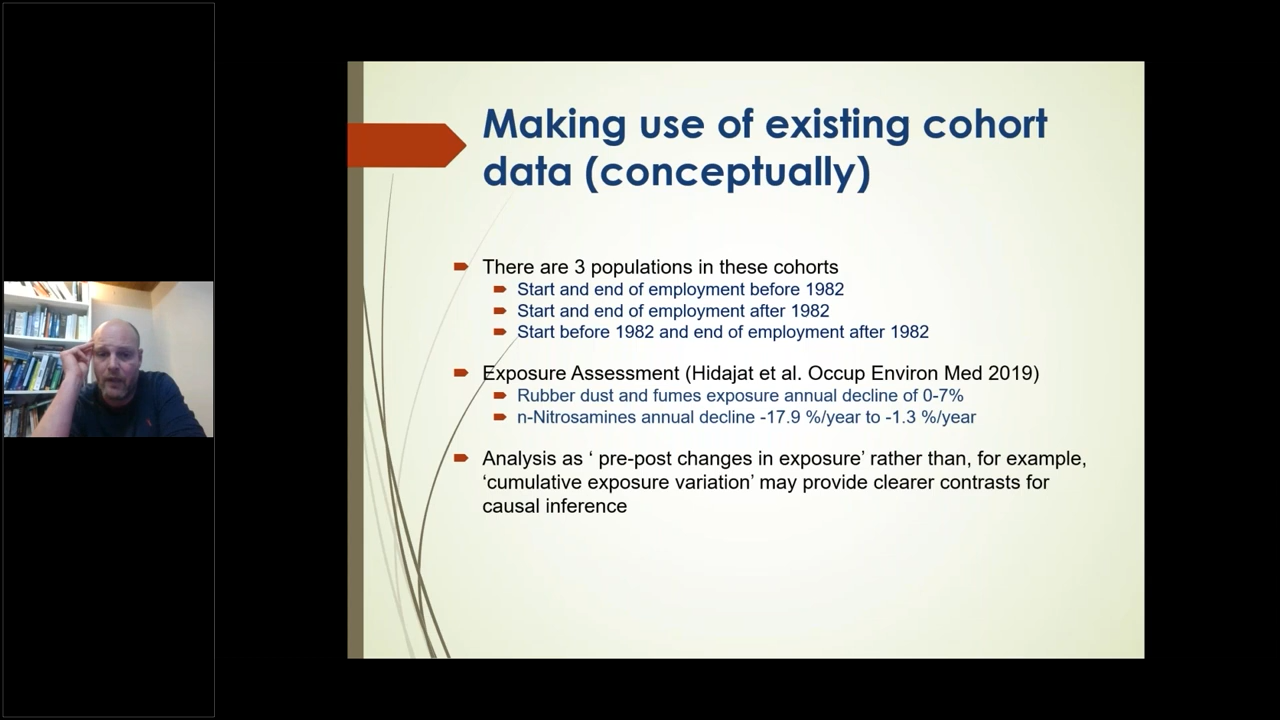 Making use of existing cohort
data (conceptually)
There are 3 populations in these cohorts
Start and end of employment before 1982
Start and end of employment after 1982
Start before 1982 and end of employment after 1982
Exposure Assessment (Hidajat et al. Occup Environ Med 2019)
Rubber dust and fumes exposure annual decline of 0-7%
n-Nitrosamines annual decline -17.9 %/year to -1.3 %/year
Analysis as ‘ pre-post changes in exposure’ rather than, for example,
‘cumulative exposure variation’ may provide clearer contrasts for
causal inference